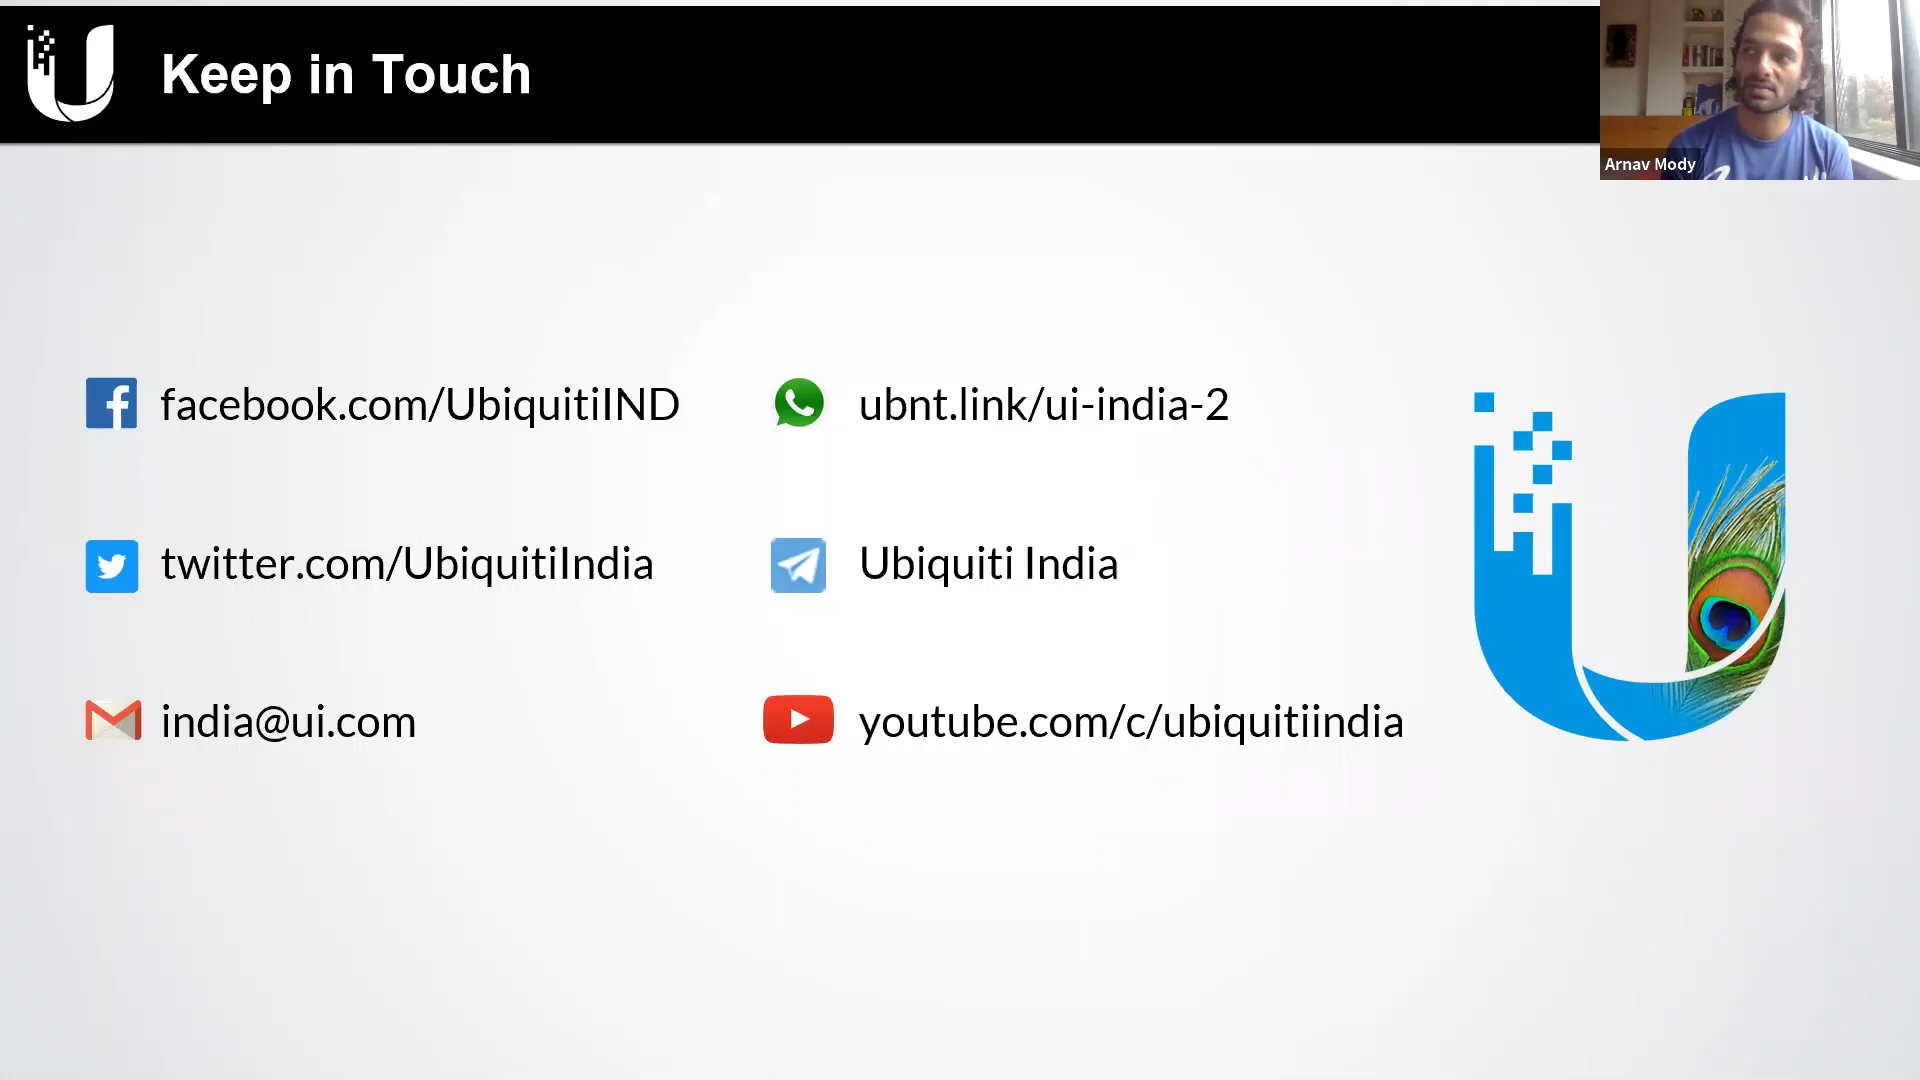 Keep in Touch
Arnav Mody
facebook.com/UbiquitiIND
ubnt.link/ui-india-2
twitter.com/UbiquitiIndia
Ubiquiti India
india@ui.com
youtube.com/c/ubiquitiindia